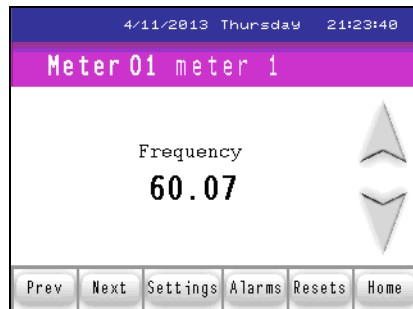 4/11/2013 Thursday 21:23:40
Meter 01 meter 1
Frequency
60.07
Prev Next Settings Alarms Resets Home